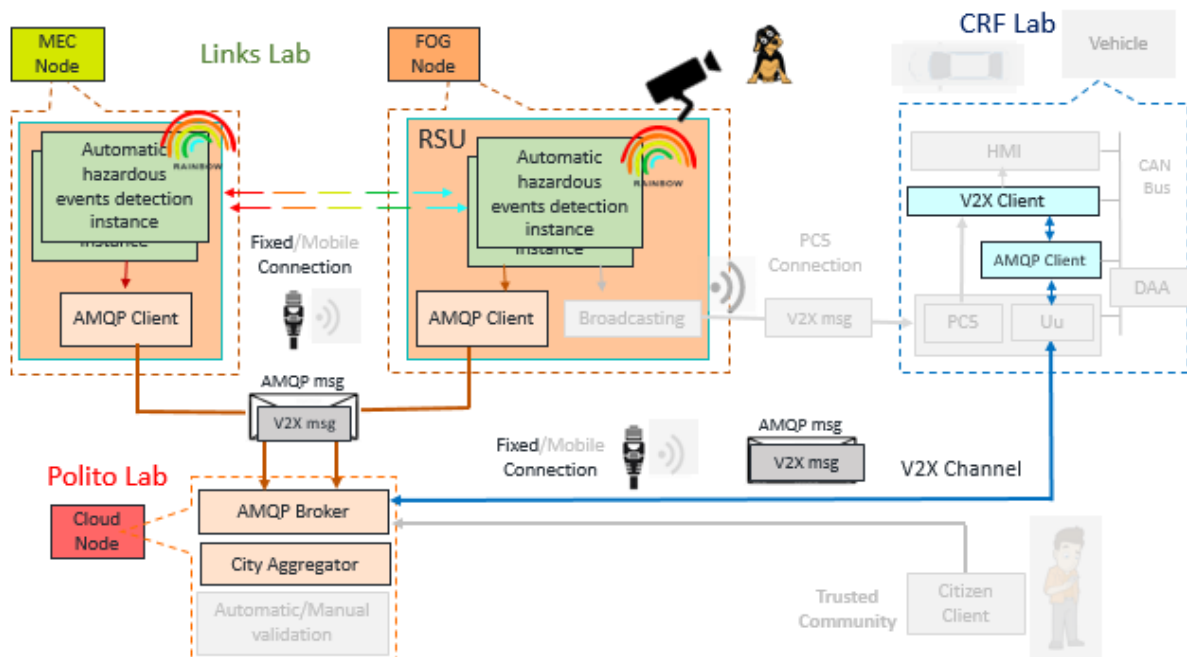 MEC
Node
Links Lab
FOG
Node
CRF Lab
Vehicle
Automatic
hazardous
events detection
instance
instance
RAINBOW
AMQP Client
Fixed/Mobile
Connection
RSU
Automatic
hazardous
events detection
instance
instance
RAINBOW
AMQP Client
Broadcasting
PC5
Connection
V2X msg
HMI
CAN
Bus
V2X Client
AMQP Client
DAA
PC5
Uu
AMQP msg
V2X msg
Fixed/Mobile
Connection
AMQP msg
V2X msg
V2X Channel
Polito Lab
Cloud
Node
AMQP Broker
City Aggregator
Automatic/Manual
validation
Trusted
Community
Citizen
Client